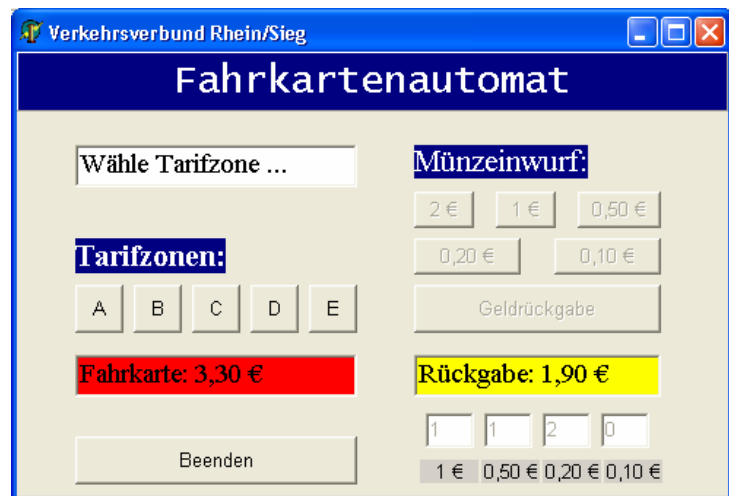 Verkehrsverbund Rhein/Sieg
Fahrkartenautomat
Wähle Tarifzone ...
Tarifzonen:
A B C D E
Fahrkarte: 3,30 €
Beenden
Münzeinwurf:
2 € 1 € 0,50 €
0,20 € 0,10 €
Geldrückgabe
Rückgabe: 1,90 €
1 1 2 0
1 € 0,50 € 0,20 € 0,10 €